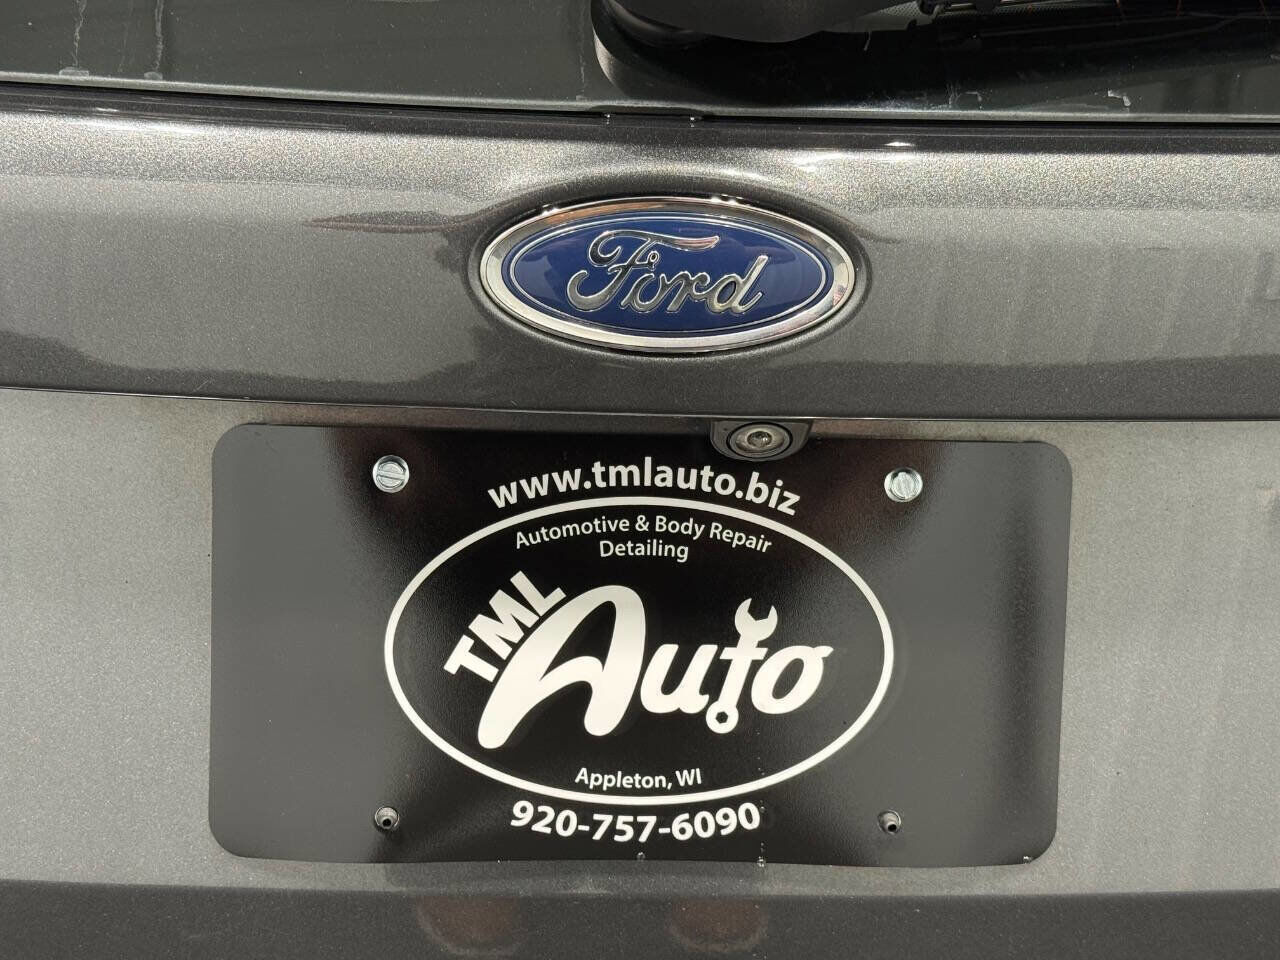 Ford
www.tmlauto.biz
Automotive & Body Repair
Detailing
TML
Auto
Appleton, WI
920-757-6090